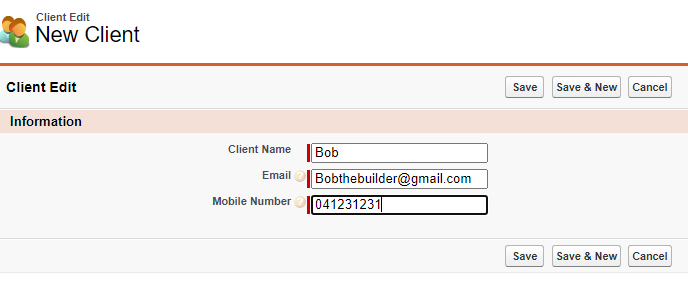 Client Edit
New Client
Client Edit
Save
Save & New
Cancel
Information
Client Name
Bob
Email
?
Bobthebuilder@gmail.com
Mobile Number
?
041231231
Save
Save & New
Cancel